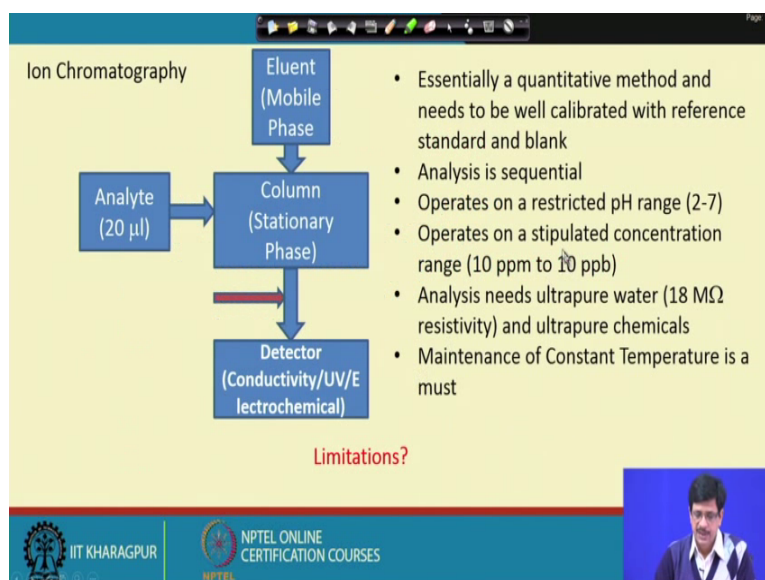 Page
Ion Chromatography
Eluent
(Mobile
Phase
Analyte
(20 µl)
Column
(Stationary
Phase)
Detector
(Conductivity/UV/E
lectrochemical)
• Essentially a quantitative method and
needs to be well calibrated with reference
standard and blank
• Analysis is sequential
• Operates on a restricted pH range (2-7)
• Operates on a stipulated concentration
range (10 ppm to 10 ppb)
• Analysis needs ultrapure water (18 MΩ
resistivity) and ultrapure chemicals
• Maintenance of Constant Temperature is a
must
Limitations?
IIT KHARAGPUR
NPTEL ONLINE
CERTIFICATION COURSES
NPTEL